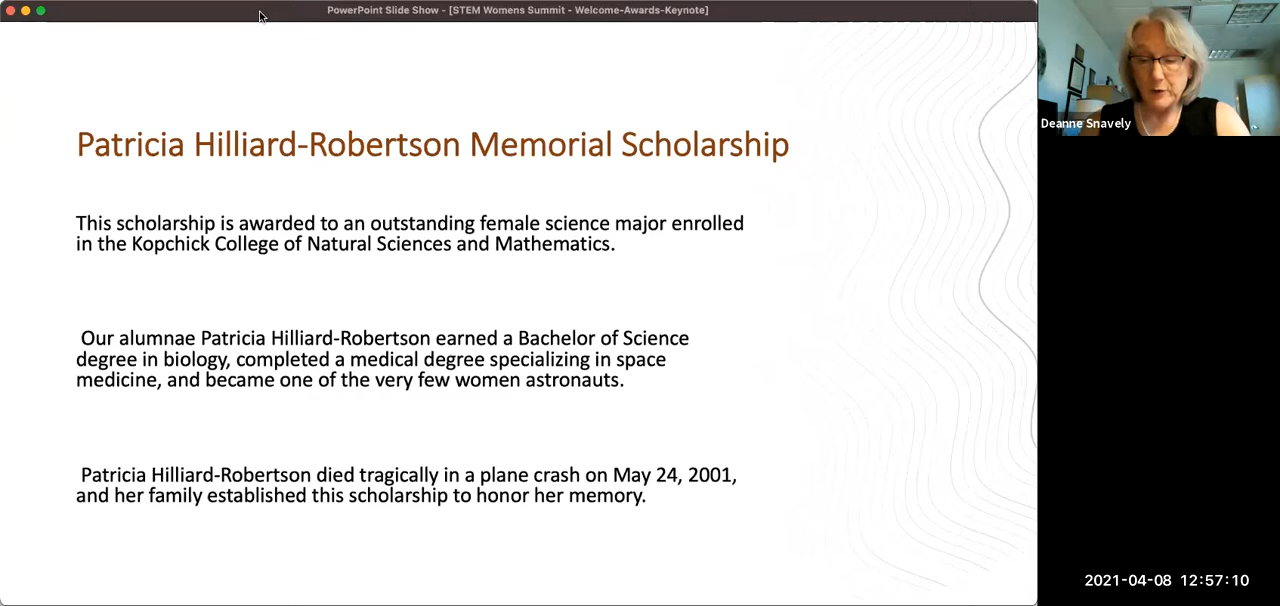 PowerPoint Slide Show - [STEM Womens Summit - Welcome-Awards-Keynote]
Patricia Hilliard-Robertson Memorial Scholarship
This scholarship is awarded to an outstanding female science major enrolled
in the Kopchick College of Natural Sciences and Mathematics.
Our alumnae Patricia Hilliard-Robertson earned a Bachelor of Science
degree in biology, completed a medical degree specializing in space
medicine, and became one of the very few women astronauts.
Patricia Hilliard-Robertson died tragically in a plane crash on May 24, 2001,
and her family established this scholarship to honor her memory.
Deanne Snavely
2021-04-08 12:57:10